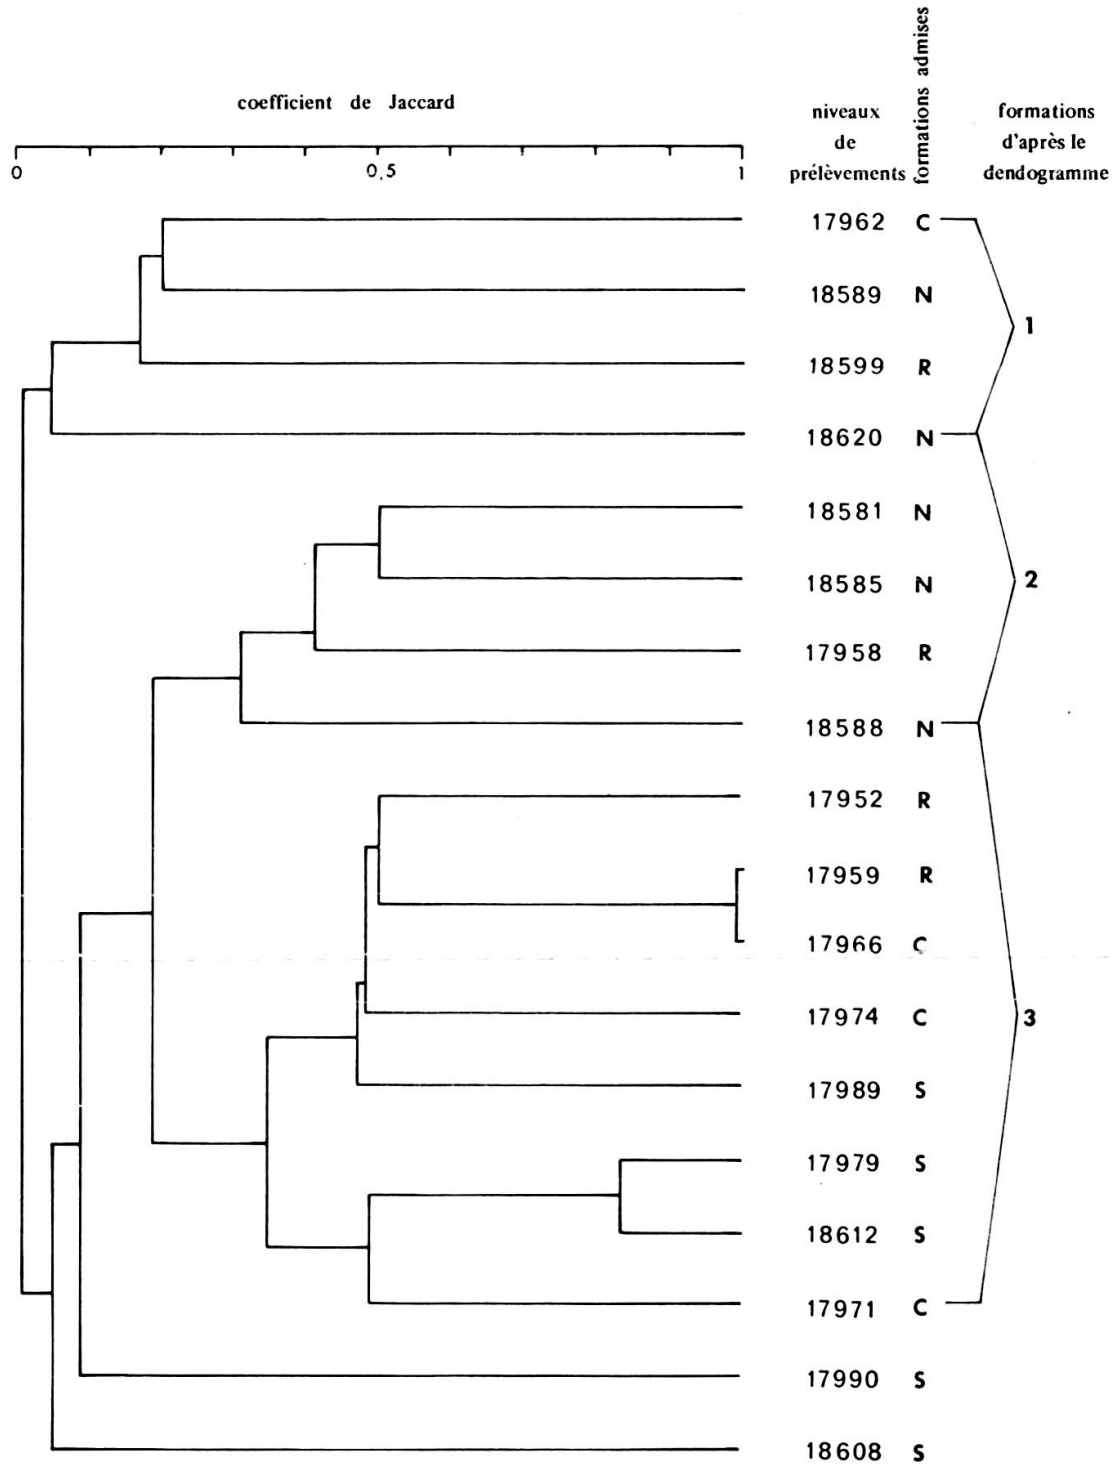 coefficient de Jaccard
0 0,5 1
niveaux
de
prélèvements
formations admises
formations
d'après le
dendogramme
17962 C
18589 N
1
18599 R
18620 N
18581 N
18585 N
2
17958 R
18588 N
17952 R
17959 R
17966 C
17974 C
3
17989 S
17979 S
18612 S
17971 C
17990 S
18608 S